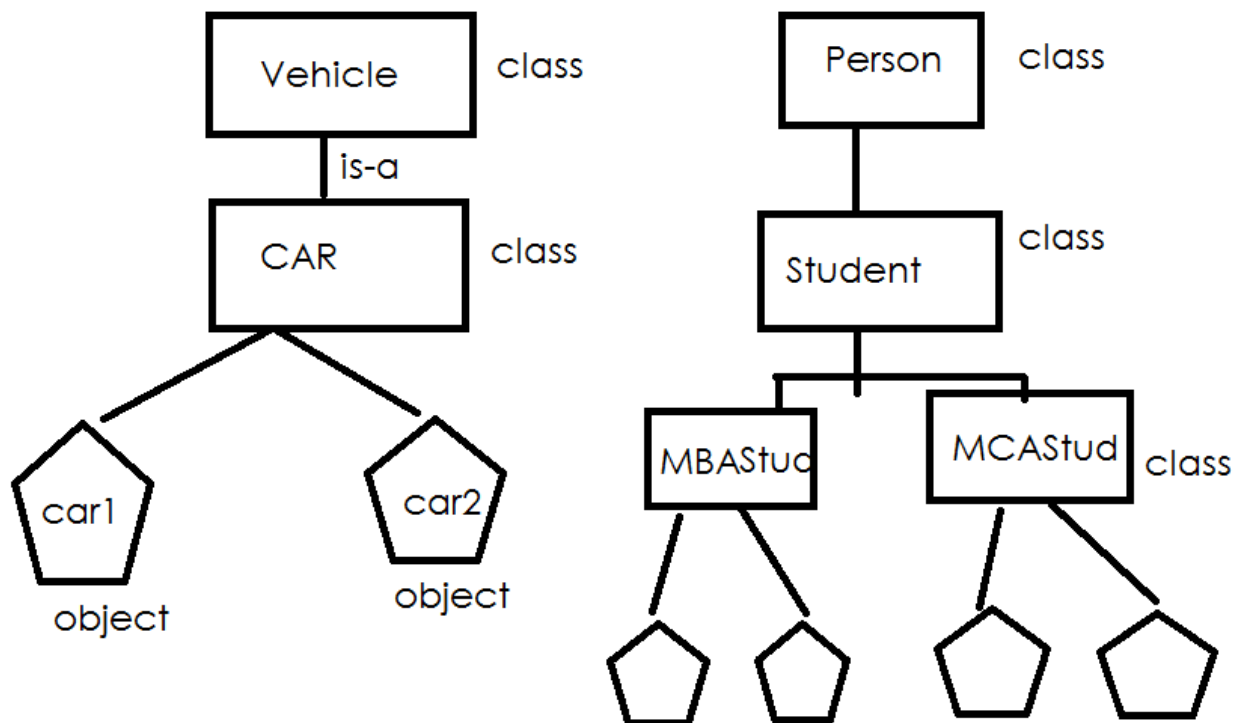 Vehicle
class
is-a
CAR
class
car1
object
car2
object
Person
class
Student
class
MBAStud
MCAStud
class